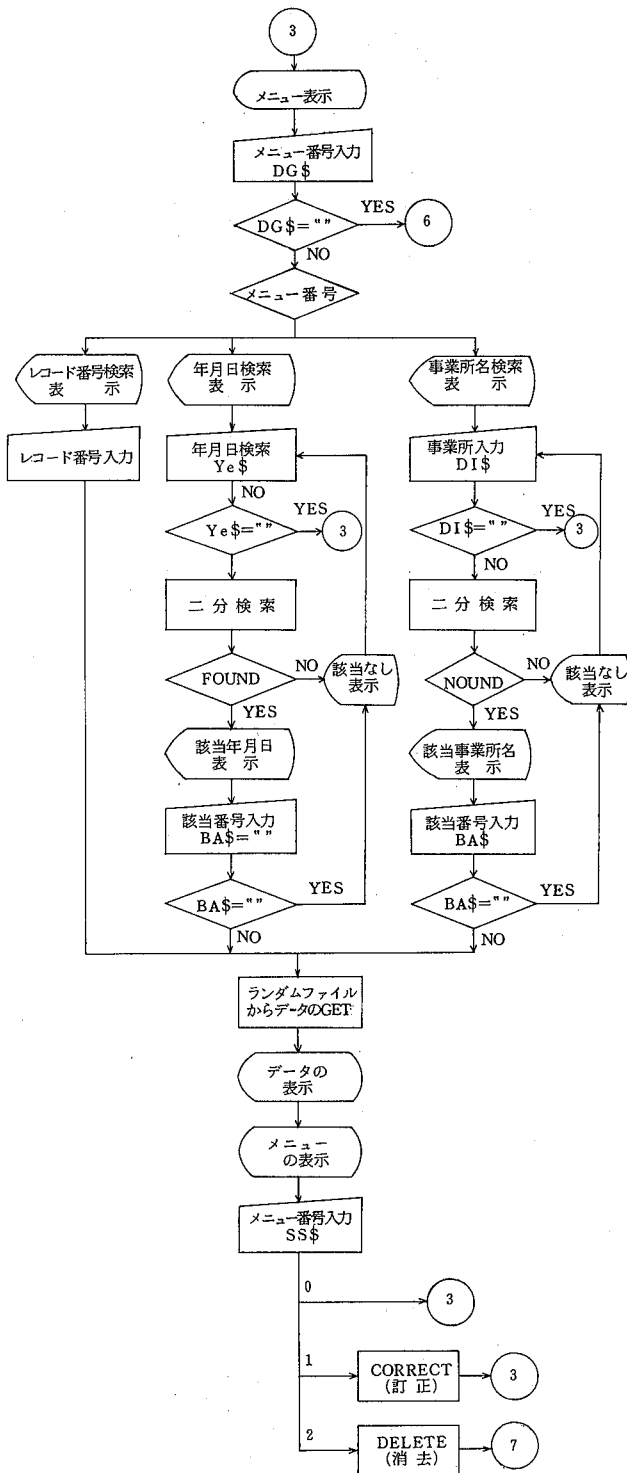 3
メニュー表示
メニュー番号入力
DG$
DG$=“”
YES
6
NO
メニュー番号
レコード番号検索
表 示
レコード番号入力
年月日検索
表 示
年月日検索
Ye$
NO
Ye$=“”
YES
3
二分検索
FOUND
NO
該当なし
表示
YES
該当年月日
表 示
該当番号入力
BA$=“”
BA$=“”
YES
NO
事業所名検索
表 示
事業所入力
DI$
DI$=“”
YES
3
NO
二分検索
NOUND
NO
該当なし
表示
YES
該当事業所名
表 示
該当番号入力
BA$
BA$=“”
YES
NO
ランダムファイル
からデータのGET
データの
表示
メニュー
の表示
メニュー番号入力
SS$
0
3
1
CORRECT
(訂正)
3
2
DELETE
(消去)
7